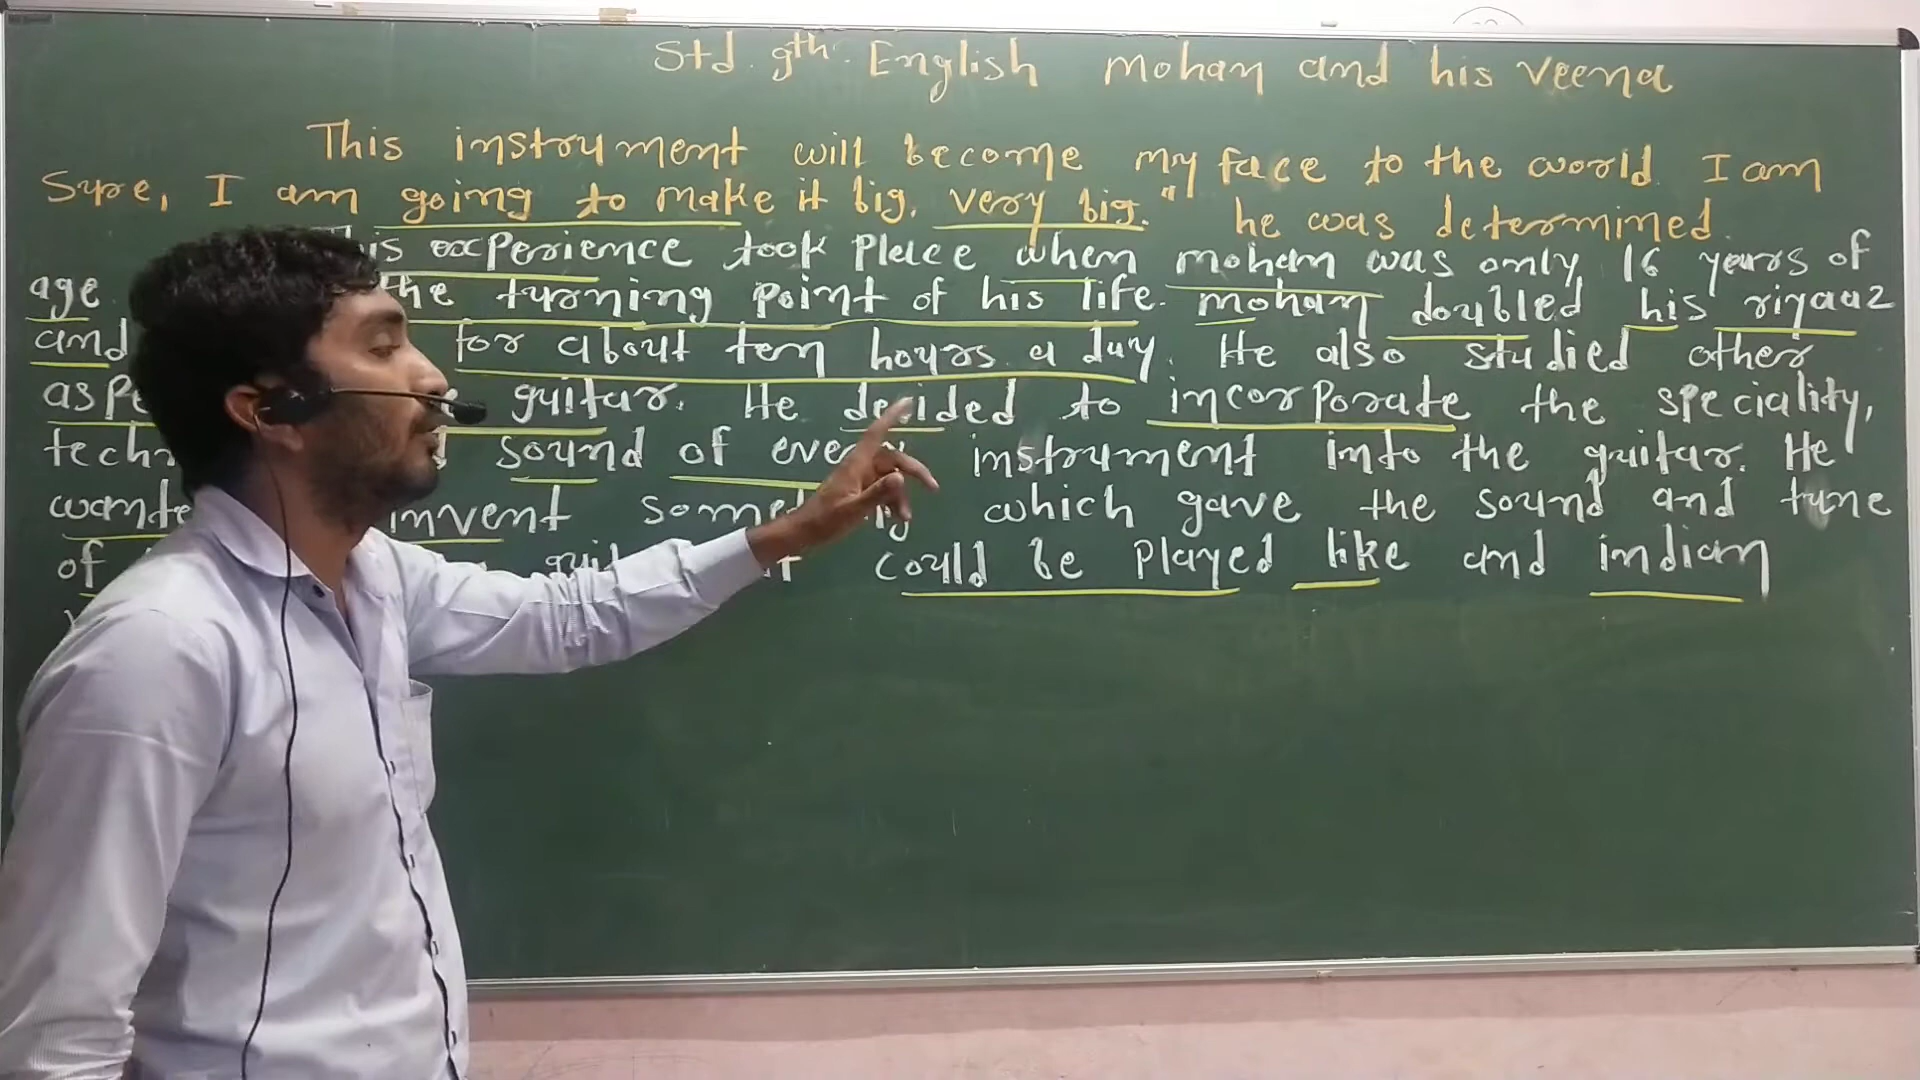 Std. 9th. English moham and his veena
This instrument will become my face to the world I am
Sure, I am going to make it big, very big." he was determined.
experience took place when moham was only 16 years of
age the turning point of his life. moham doubled his riyaaz
and for about ten hours a day. He also studied other
guitar. He decided to incorporate the speciality,
sound of every instrument into the guitar. He
invent which gave the sound and tune
of could be played like and indian